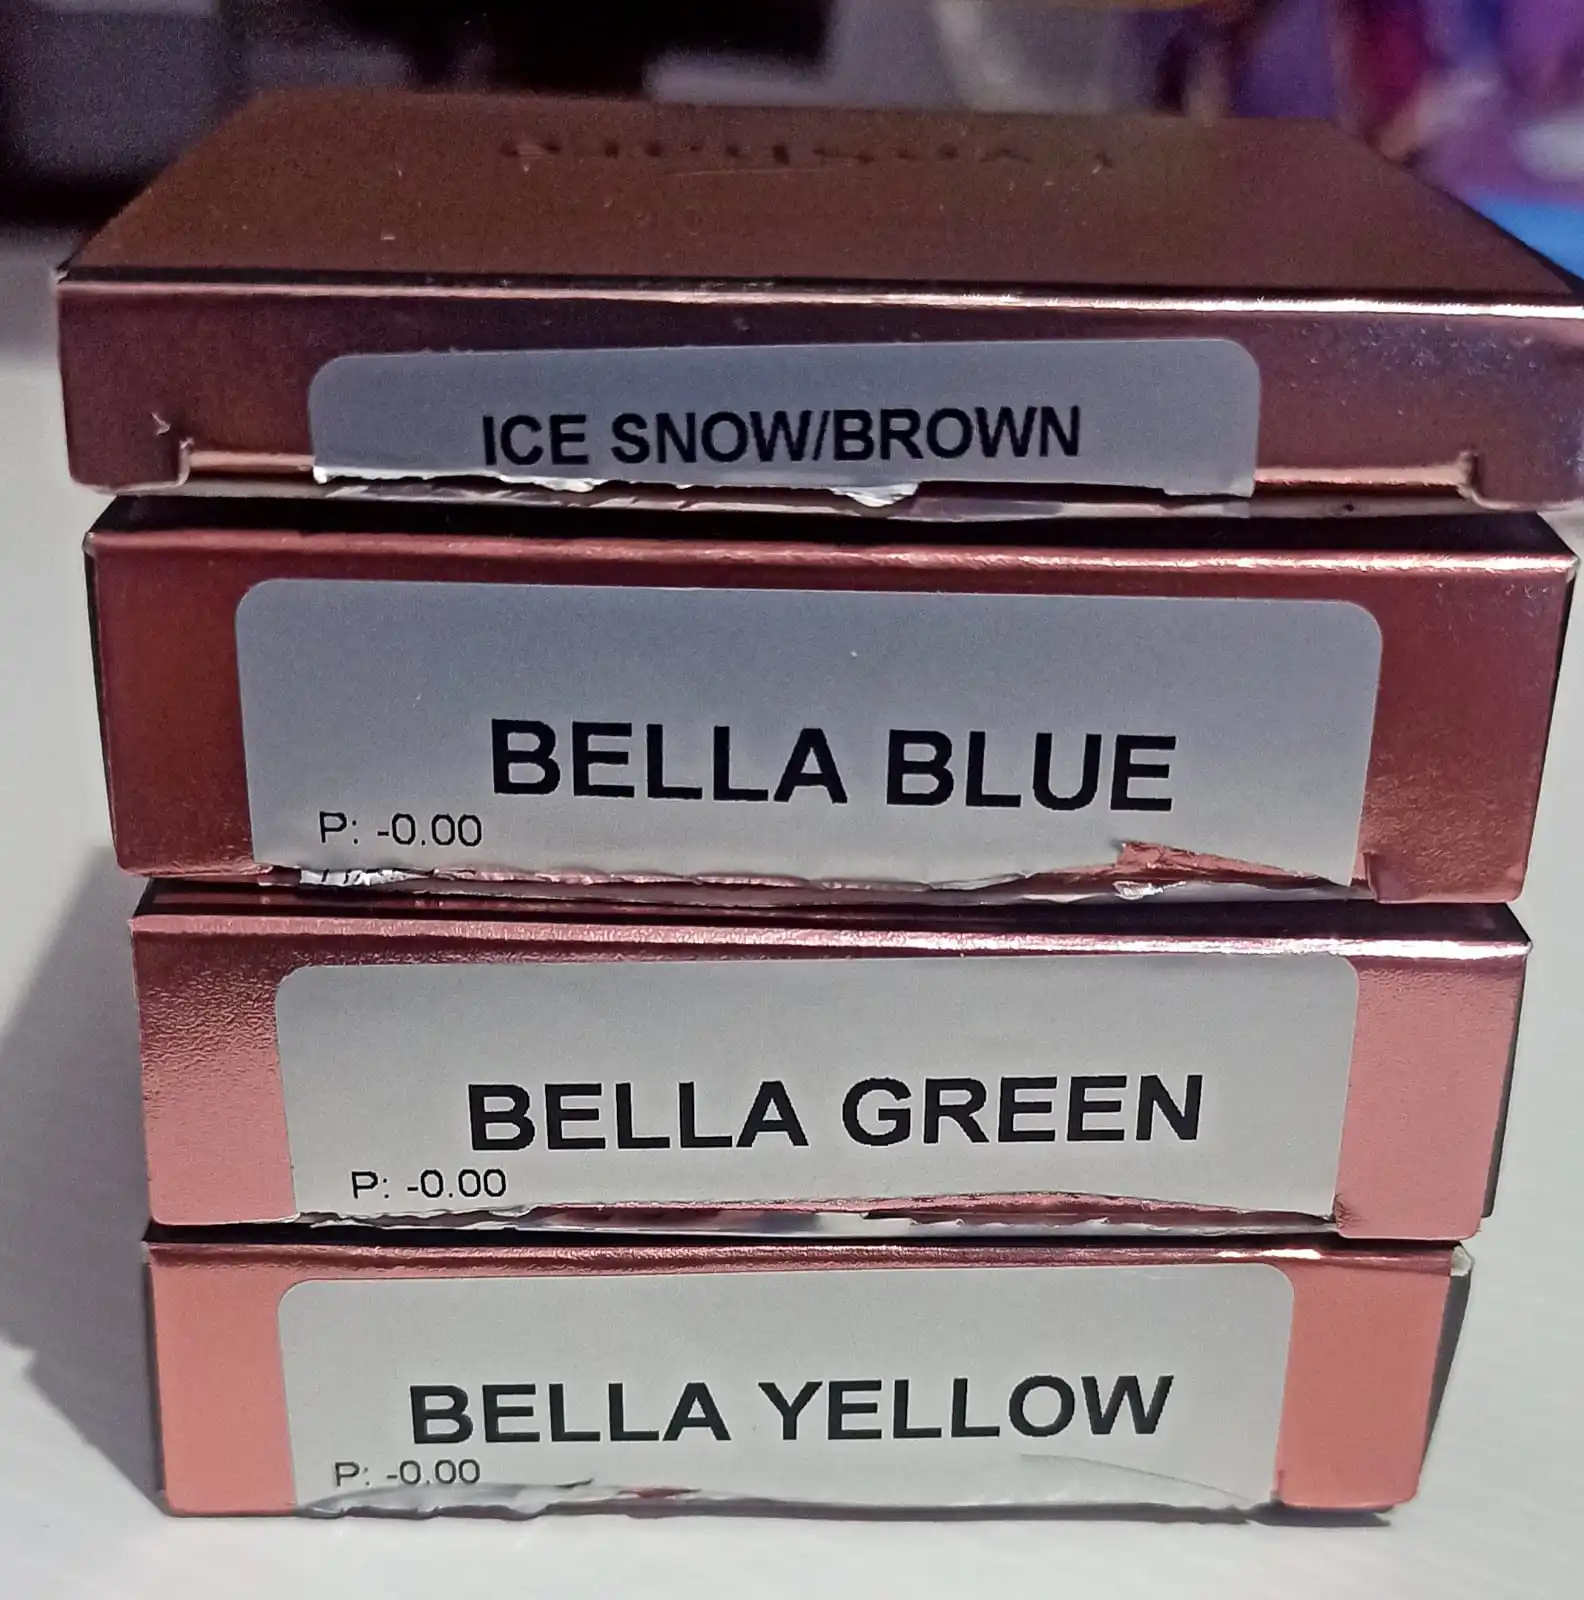 ICE SNOW/BROWN
BELLA BLUE
P: -0.00
BELLA GREEN
P: -0.00
BELLA YELLOW
P: -0.00